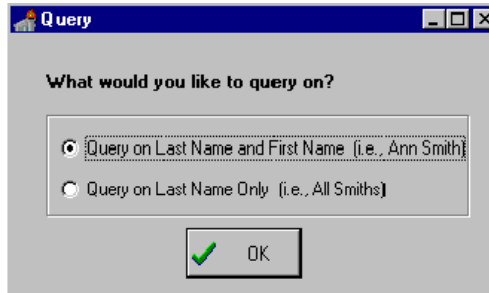 Query
What would you like to query on?
Query on Last Name and First Name (i.e., Ann Smith)
Query on Last Name Only (i.e., All Smiths)
OK